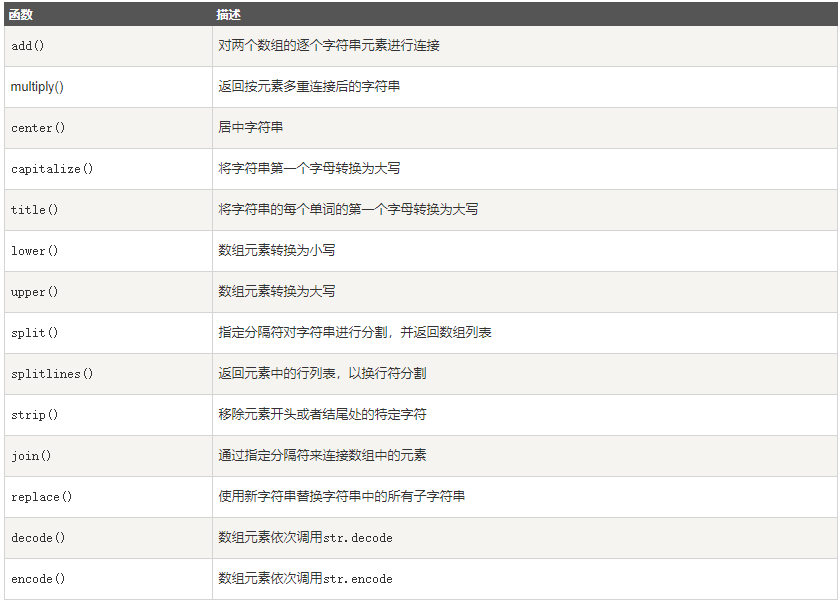 函数 描述
add() 对两个数组的逐个字符串元素进行连接
multiply() 返回按元素多重连接后的字符串
center() 居中字符串
capitalize() 将字符串第一个字母转换为大写
title() 将字符串的每个单词的第一个字母转换为大写
lower() 数组元素转换为小写
upper() 数组元素转换为大写
split() 指定分隔符对字符串进行分割，并返回数组列表
splitlines() 返回元素中的行列表，以换行符分割
strip() 移除元素开头或者结尾处的特定字符
join() 通过指定分隔符来连接数组中的元素
replace() 使用新字符串替换字符串中的所有子字符串
decode() 数组元素依次调用str.decode
encode() 数组元素依次调用str.encode